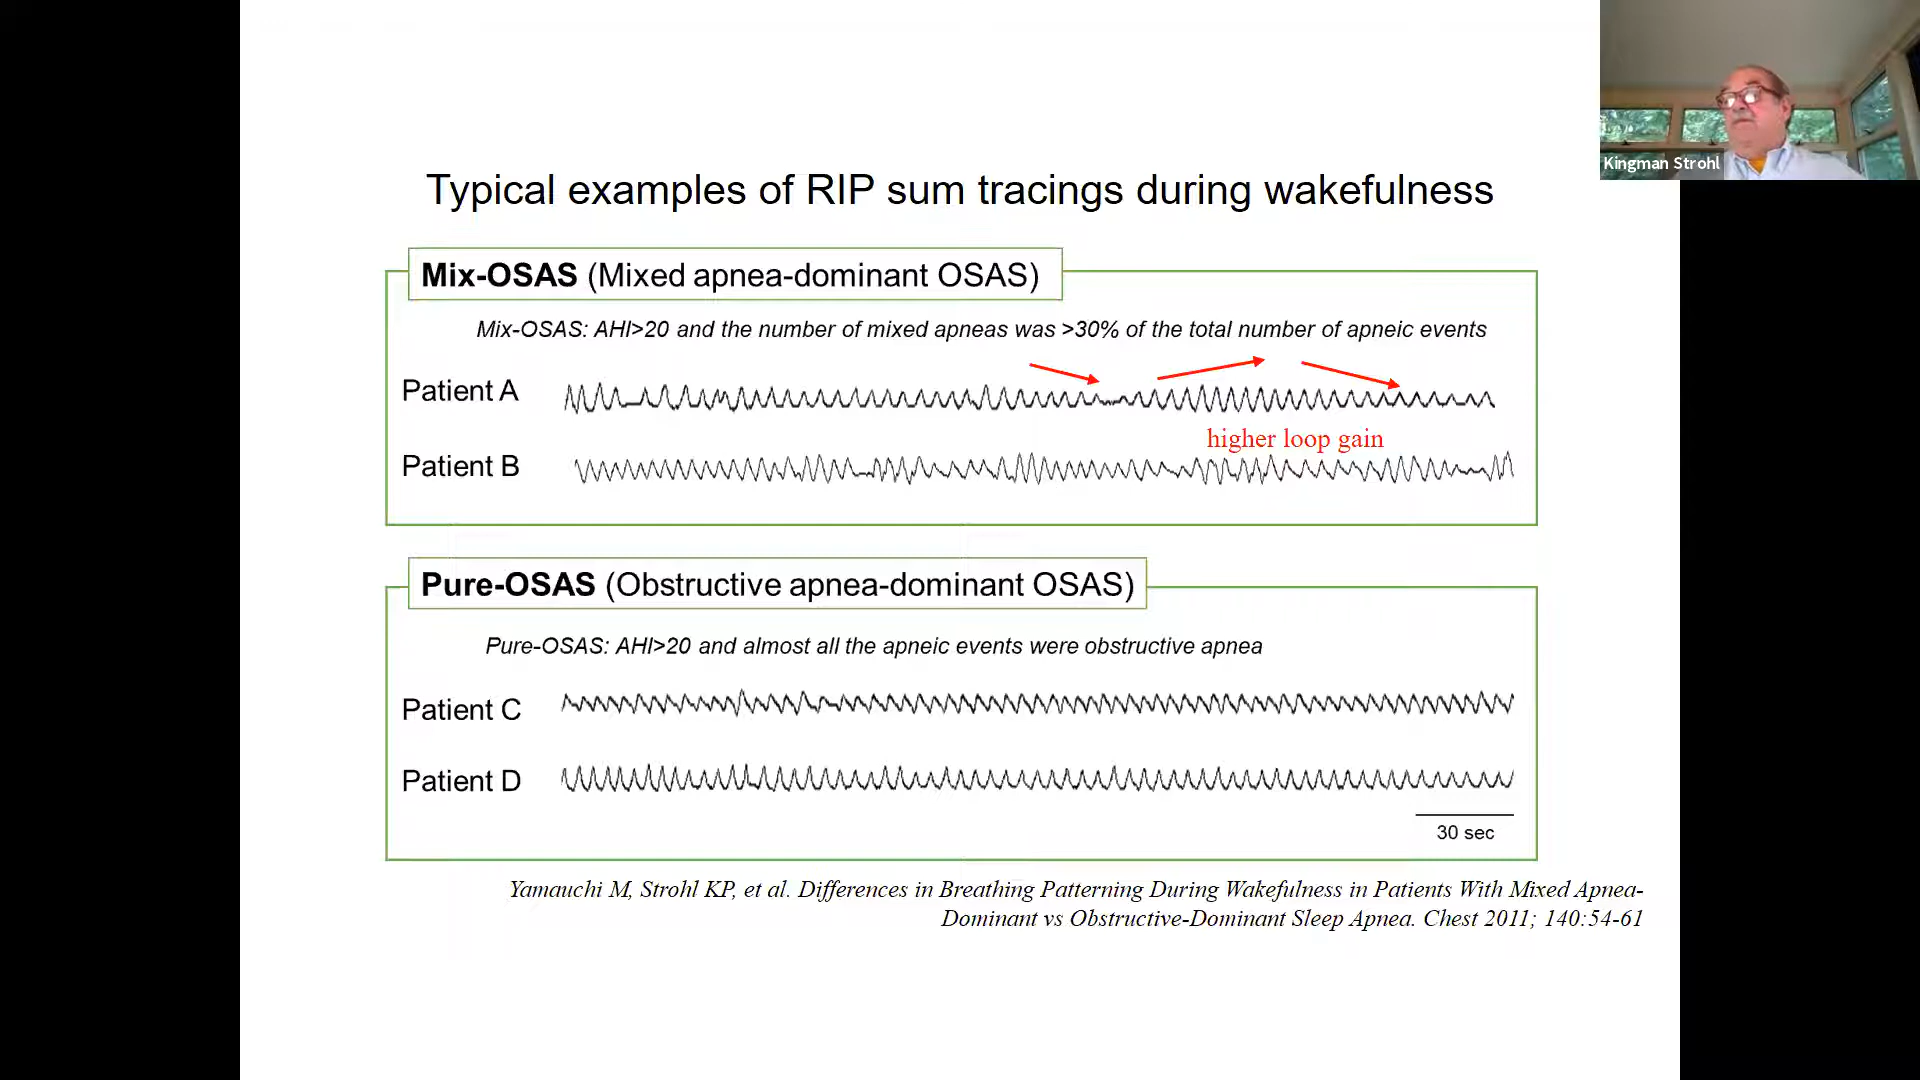 Kingman Strohl
Typical examples of RIP sum tracings during wakefulness
Mix-OSAS (Mixed apnea-dominant OSAS)
Mix-OSAS: AHI>20 and the number of mixed apneas was >30% of the total number of apneic events
Patient A
higher loop gain
Patient B
Pure-OSAS (Obstructive apnea-dominant OSAS)
Pure-OSAS: AHI>20 and almost all the apneic events were obstructive apnea
Patient C
Patient D
30 sec
Yamauchi M, Strohl KP, et al. Differences in Breathing Patterning During Wakefulness in Patients With Mixed Apnea-
Dominant vs Obstructive-Dominant Sleep Apnea. Chest 2011; 140:54-61